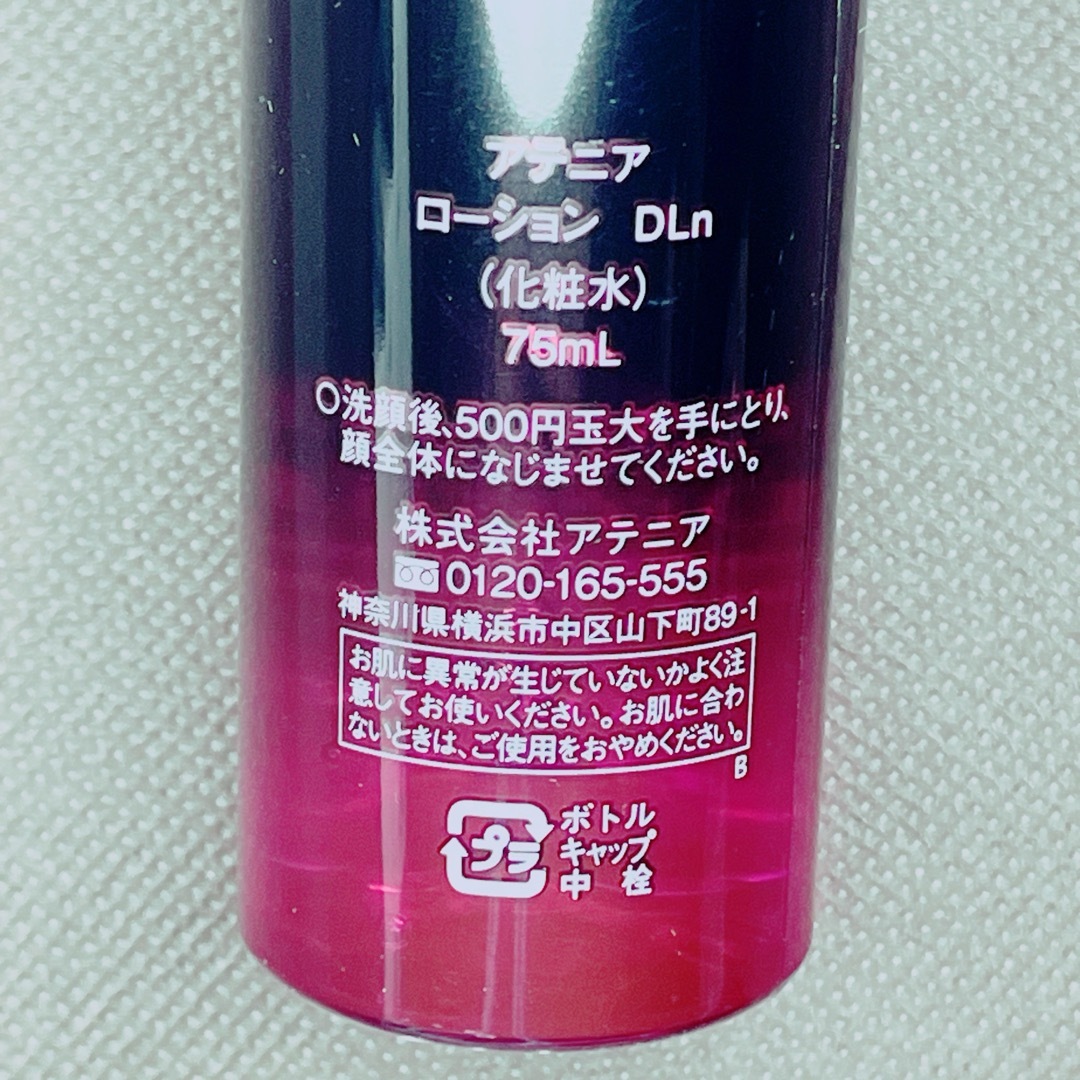 アテニア
ローション DLn
(化粧水)
75mL
○洗顔後、500円玉大を手にとり、
顔全体になじませてください。
株式会社アテニア
0120-165-555
神奈川県横浜市中区山下町89-1
お肌に異常が生じていないかよく注
意してお使いください。お肌に合わ
ないときは、ご使用をおやめください。
B
プラ
ボトル
キャップ
中栓